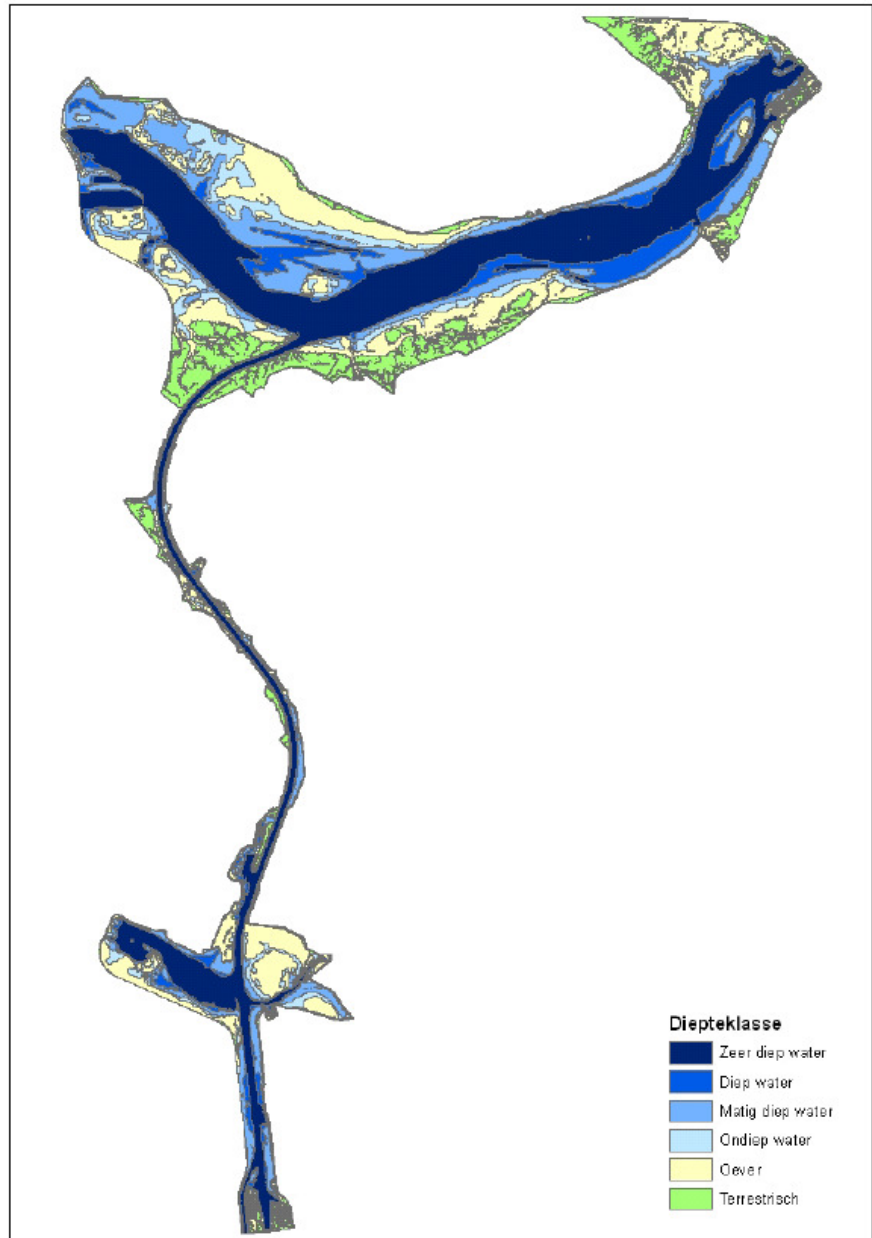 Diepteklasse
Zeer diep water
Diep water
Matig diep water
Ondiep water
Oever
Terrestrisch